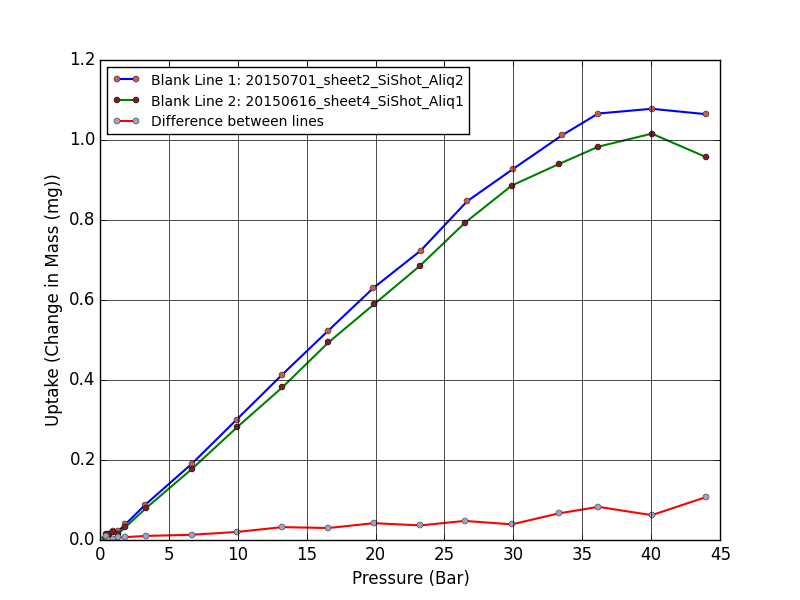 Blank Line 1: 20150701_sheet2_SiShot_Aliq2
Blank Line 2: 20150616_sheet4_SiShot_Aliq1
Difference between lines
1.2
1.0
0.8
0.6
0.4
0.2
0.0
Uptake (Change in Mass (mg))
0 5 10 15 20 25 30 35 40 45
Pressure (Bar)